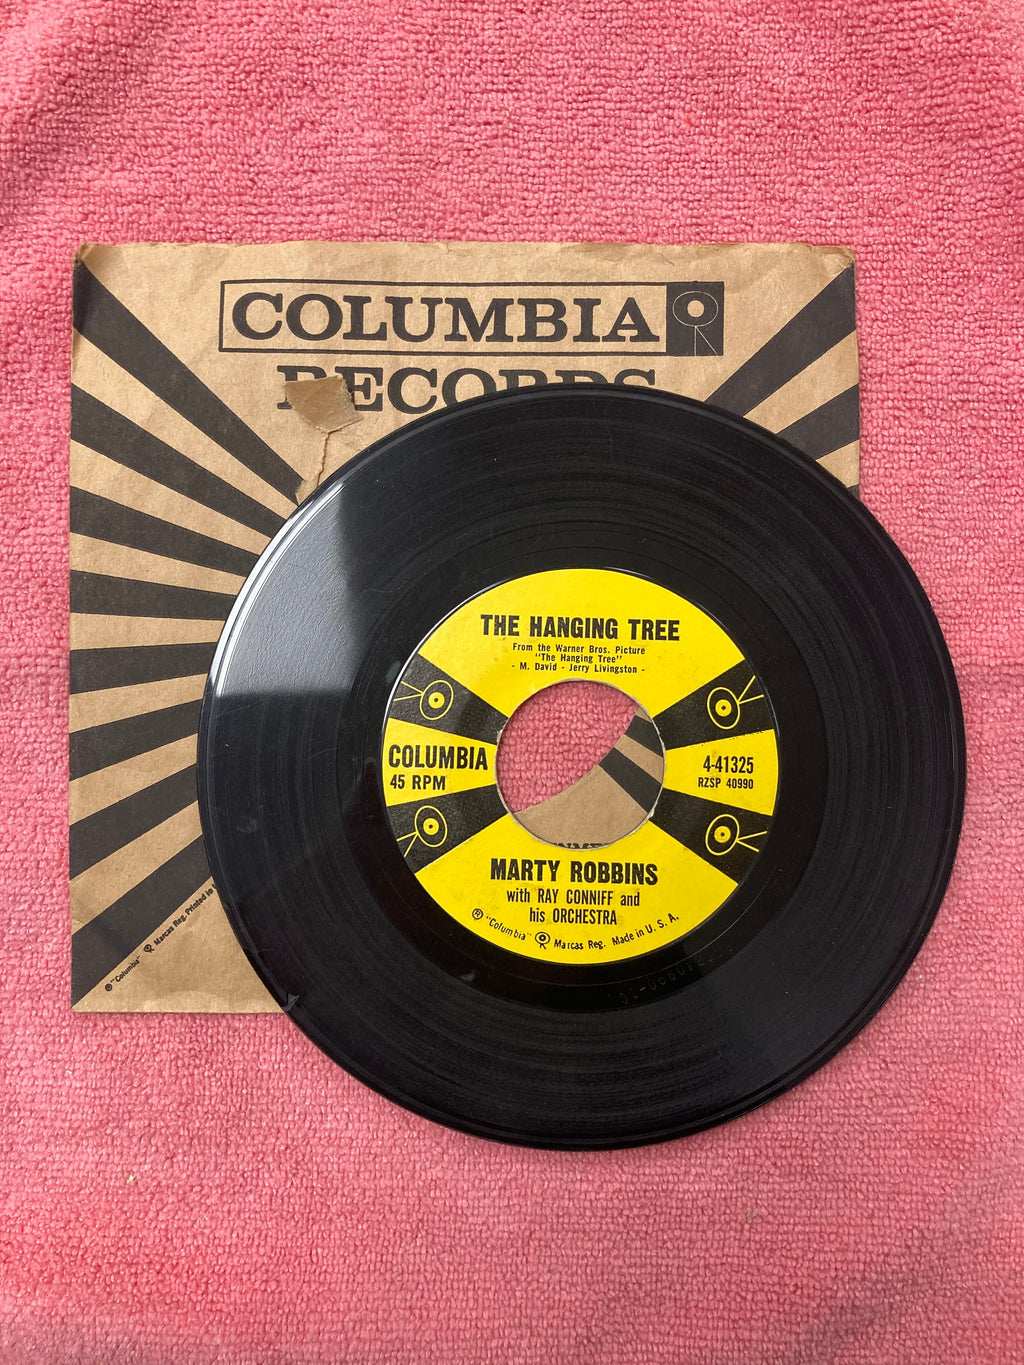 COLUMBIA
RECORDS
THE HANGING TREE
From the Warner Bros. Picture
"The Hanging Tree"
- M. David - Jerry Livingston -
COLUMBIA
45 RPM
4-41325
RZSP 40990
MARTY ROBBINS
with RAY CONNIFF and
his ORCHESTRA
Ⓡ "Columbia" Marcas Reg. Made in U. S. A.
Ⓡ "Columbia" Marcas Reg. Printed in